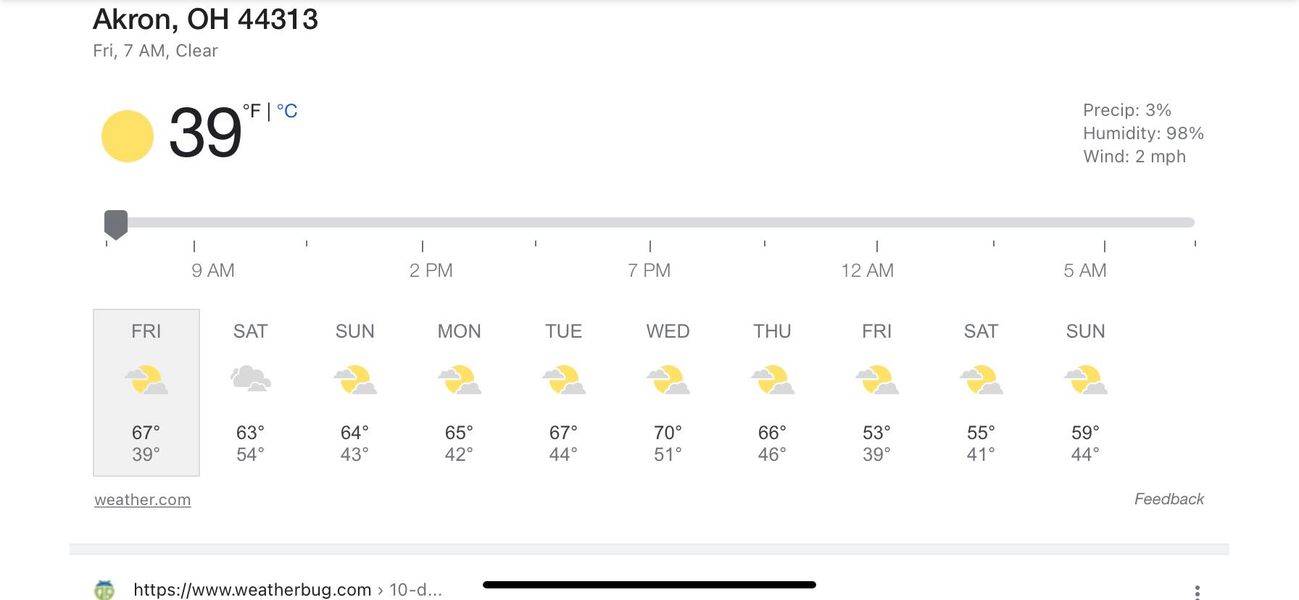 Akron, OH 44313
Fri, 7 AM, Clear
39 °F | °C
Precip: 3%
Humidity: 98%
Wind: 2 mph
9 AM 2 PM 7 PM 12 AM 5 AM
FRI SAT SUN MON TUE WED THU FRI SAT SUN
67° 63° 64° 65° 67° 70° 66° 53° 55° 59°
39° 54° 43° 42° 44° 51° 46° 39° 41° 44°
weather.com Feedback
https://www.weatherbug.com › 10-d...